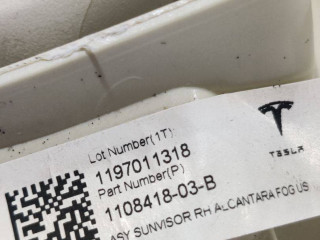 Lot Number(1T)
1197011318
Part Number(P)
1108418-03-B
ASY SUNVISOR RH ALCANTARA FOG US
TESLA